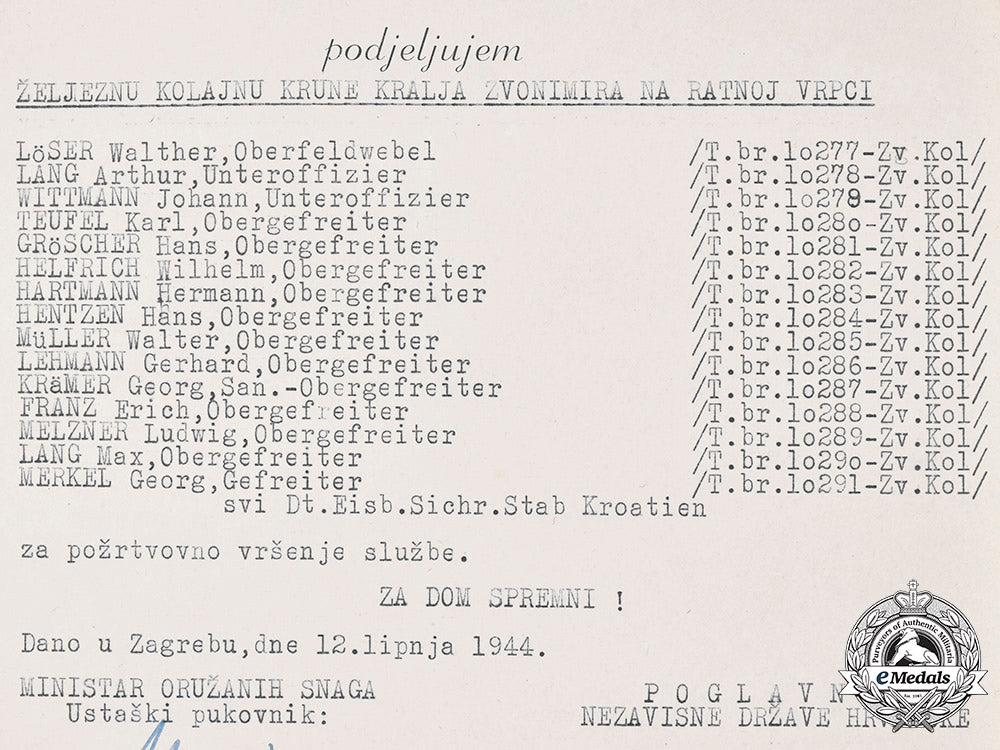 podjeljujem
ŽELJEZNU KOLAJNU KRUNE KRALJA ZVONIMIRA NA RATNOJ VRPCI
LöSER Walther,Oberfeldwebel /T.br.lo277-Zv.Kol/
LANG Arthur,Unteroffizier /T.br.lo278-Zv.Kol/
WITTMANN Johann,Unteroffizier /T.br.lo279-Zv.Kol/
TEUFEL Karl,Obergefreiter /T.br.lo28o-Zv.Kol/
GRöSCHER Hans,Obergefreiter /T.br.lo281-Zv.Kol/
HELFRICH Wilhelm,Obergefreiter /T.br.lo282-Zv.Kol/
HARTMANN Hermann,Obergefreiter /T.br.lo283-Zv.Kol/
HENTZEN Hans,Obergefreiter /T.br.lo284-Zv.Kol/
MüLLER Walter,Obergefreiter /T.br.lo285-Zv.Kol/
LEHMANN Gerhard,Obergefreiter /T.br.lo286-Zv.Kol/
KRäMER Georg,San.-Obergefreiter /T.br.lo287-Zv.Kol/
FRANZ Erich,Obergefreiter /T.br.lo288-Zv.Kol/
MELZNER Ludwig,Obergefreiter /T.br.lo289-Zv.Kol/
LANG Max,Obergefreiter /T.br.lo29o-Zv.Kol/
MERKEL Georg,Gefreiter /T.br.lo291-Zv.Kol/
svi Dt.Eisb.Sichr.Stab Kroatien
za požrtvovno vršenje službe.
ZA DOM SPREMNI !
Dano u Zagrebu,dne 12.lipnja 1944.
MINISTAR ORUŽANIH SNAGA
Ustaški pukovnik:
P O G L A V N
NEZAVISNE DRŽAVE
Purveyors of Authentic Militaria
eMedals